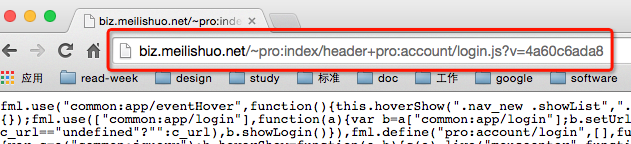 biz.meilishuo.net/~pro:inde
biz.meilishuo.net/~pro:index/header+pro:account/login.js?v=4a60c6ada8
应用 read-week design study 标准 doc 工作 google software
fml.use("common:app/eventHover",function(){this.hoverShow(".nav_new .showList",".
{});fml.use(["common:app/login"],function(a){var b=a["common:app/login"];b.setUrl
c_url=="undefined"?"":c_url),b.showLogin()}),fml.define("pro:account/login",[],fu